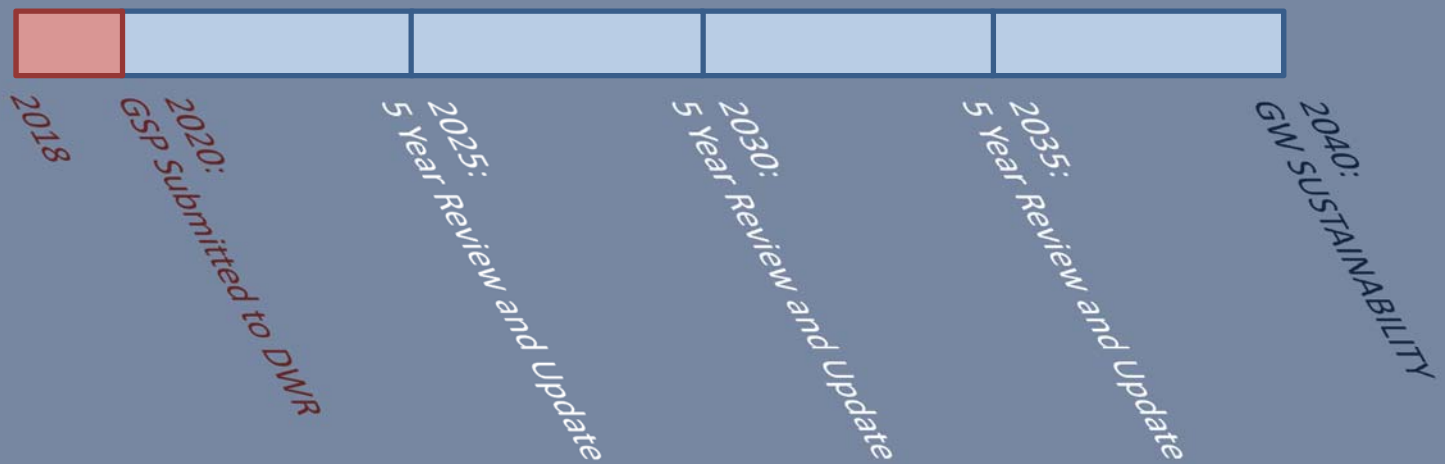 2018
2020:
GSP Submitted to DWR
2025:
5 Year Review and Update
2030:
5 Year Review and Update
2035:
5 Year Review and Update
2040:
GW SUSTAINABILITY